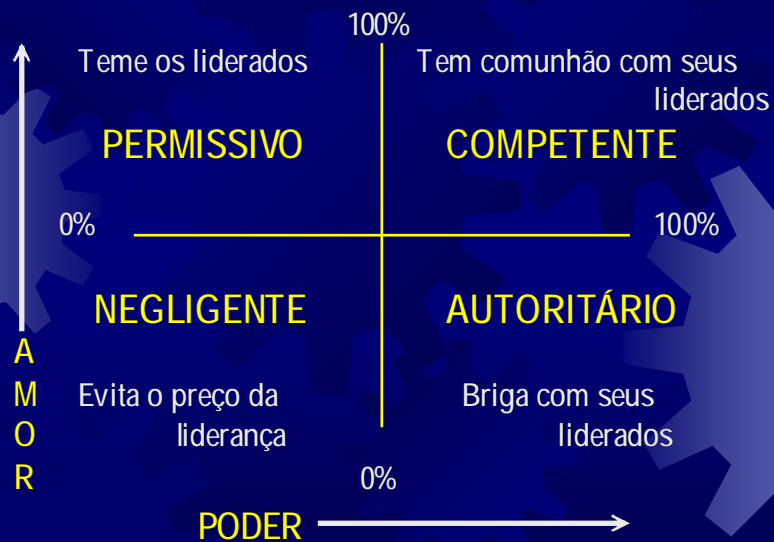 100%
Teme os liderados
Tem comunhão com seus
liderados
PERMISSIVO
COMPETENTE
0%
100%
NEGLIGENTE
AUTORITÁRIO
A
M
O
R
Evita o preço da
liderança
Briga com seus
liderados
0%
PODER